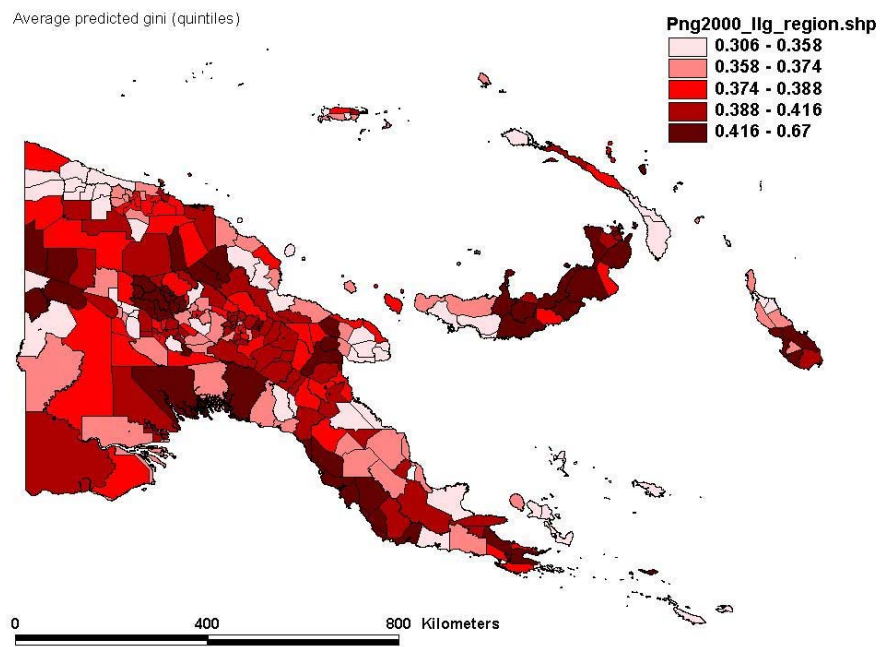 Average predicted gini (quintiles)
Png2000_llg_region.shp
0.306 - 0.358
0.358 - 0.374
0.374 - 0.388
0.388 - 0.416
0.416 - 0.67
0 400 800 Kilometers